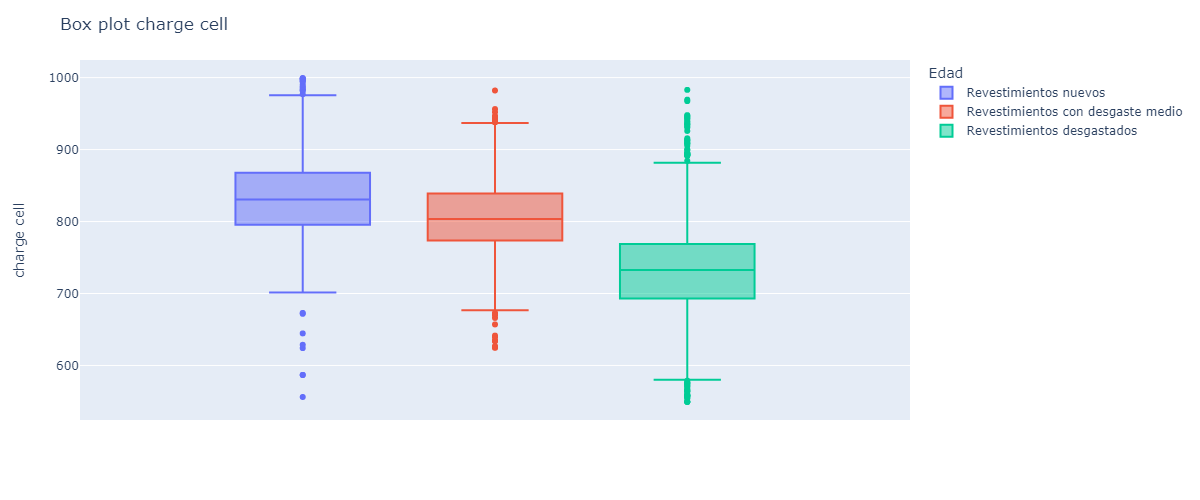 Box plot charge cell
1000
900
800
700
600
charge cell
Edad
Revestimientos nuevos
Revestimientos con desgaste medio
Revestimientos desgastados